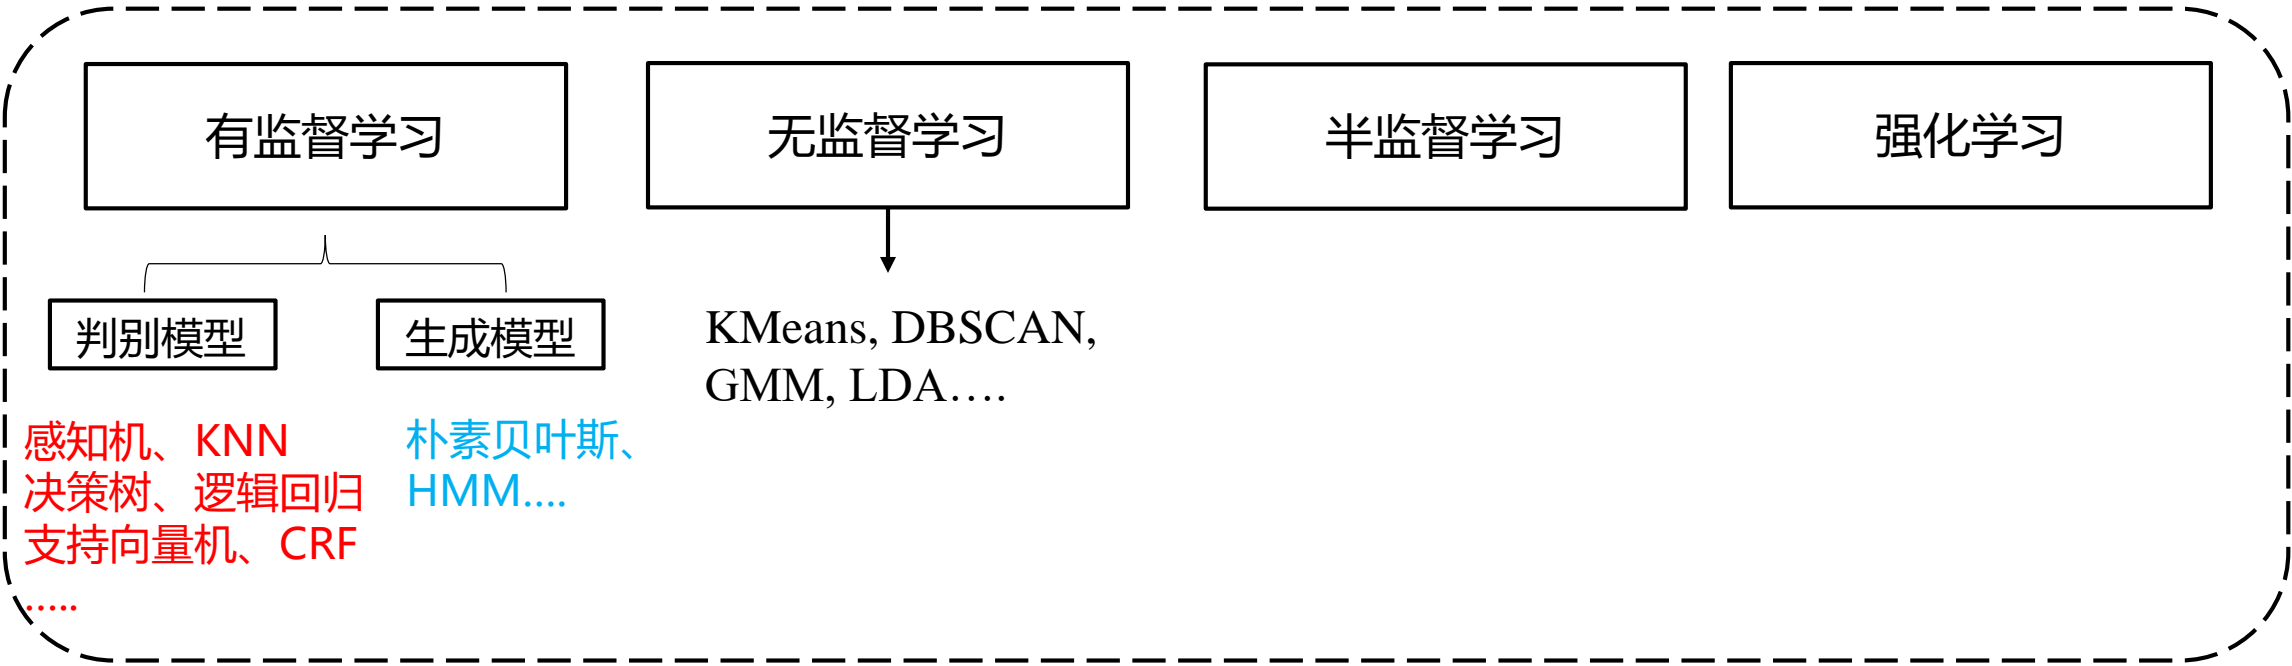 有监督学习
无监督学习
半监督学习
强化学习
判别模型
生成模型
KMeans, DBSCAN,
GMM, LDA….
感知机、KNN
决策树、逻辑回归
支持向量机、CRF
…..
朴素贝叶斯、
HMM….